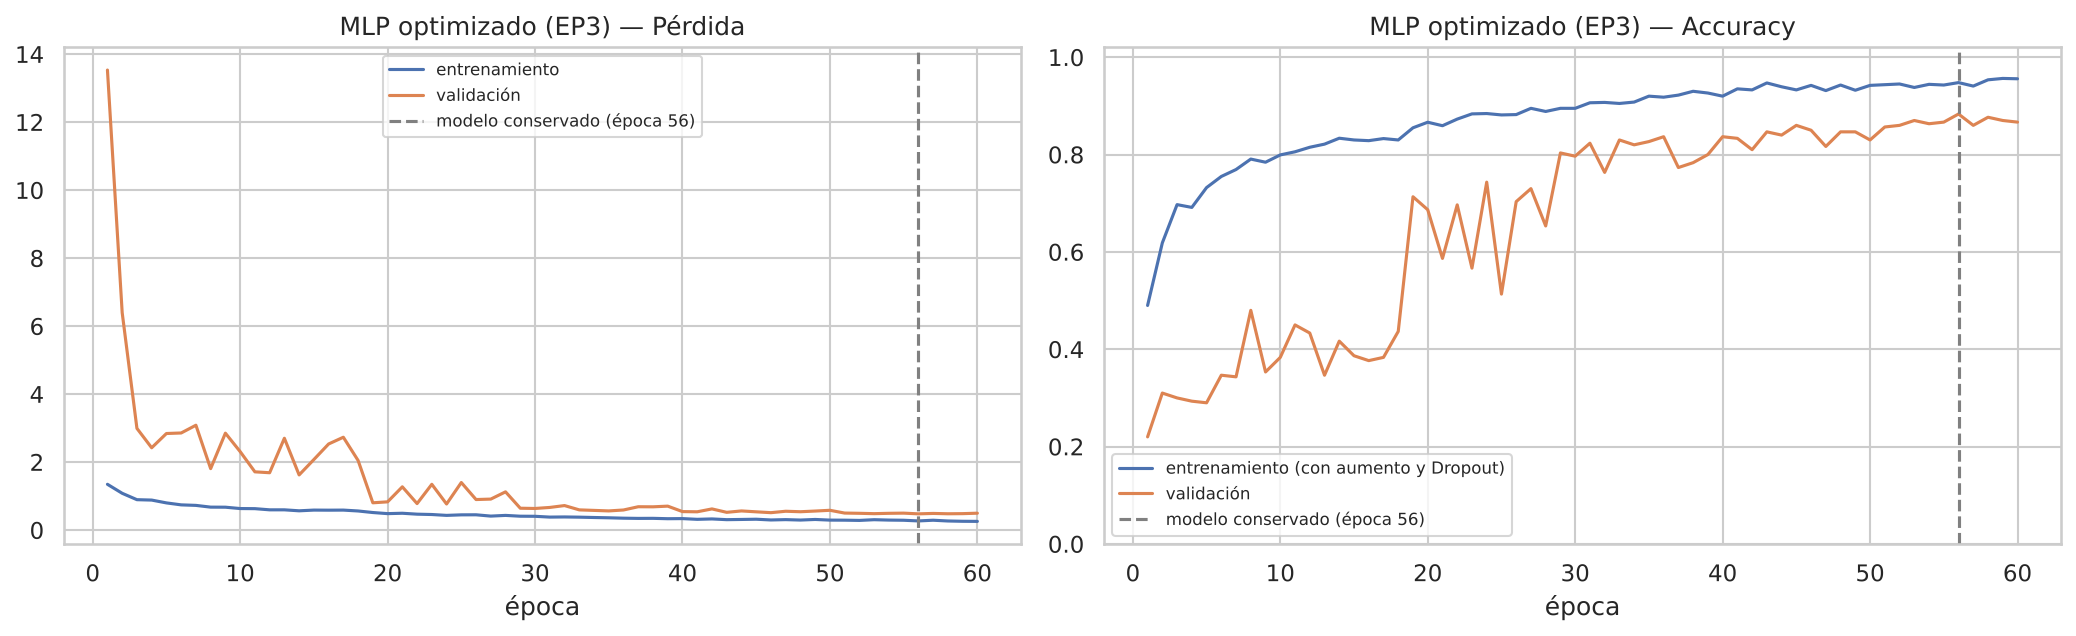 MLP optimizado (EP3) — Pérdida
14
12
10
8
6
4
2
0
entrenamiento
validación
modelo conservado (época 56)
0 10 20 30 40 50 60
época
MLP optimizado (EP3) — Accuracy
1.0
0.8
0.6
0.4
0.2
0.0
entrenamiento (con aumento y Dropout)
validación
modelo conservado (época 56)
0 10 20 30 40 50 60
época